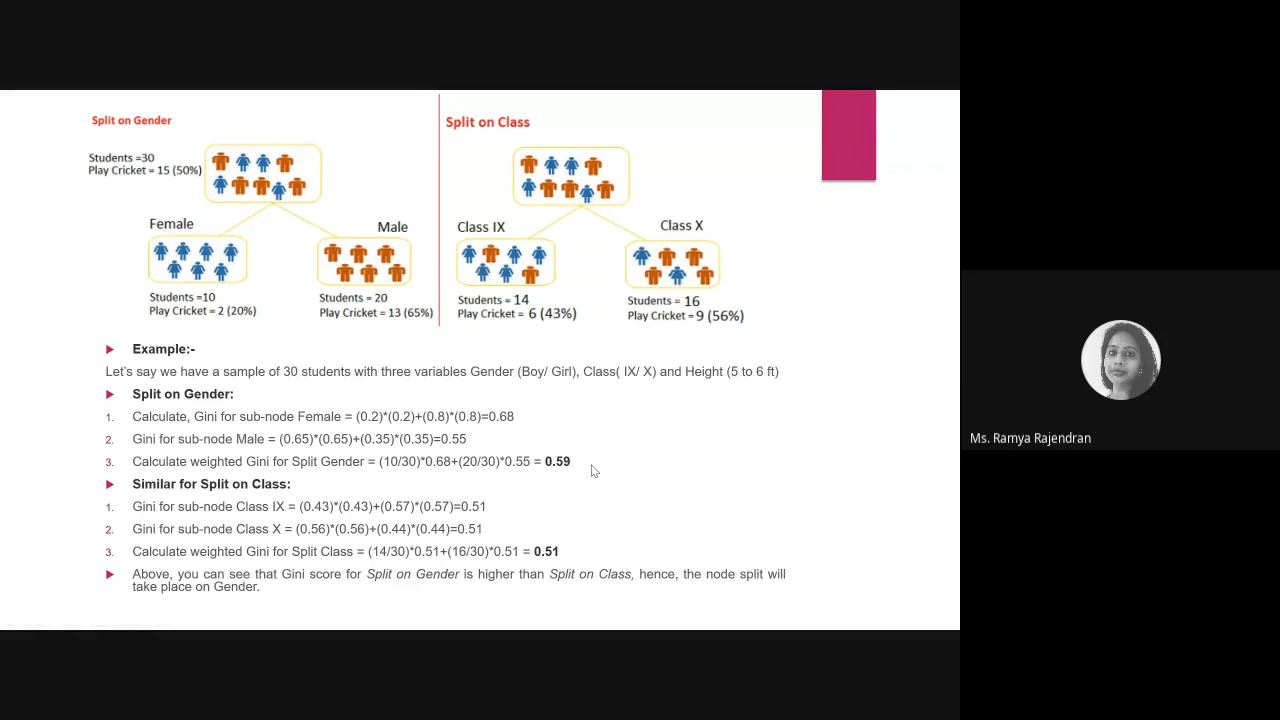 Split on Gender
Students =30
Play Cricket = 15 (50%)
Female
Male
Students =10
Play Cricket = 2 (20%)
Students = 20
Play Cricket = 13 (65%)
Split on Class
Class IX
Class X
Students = 14
Play Cricket = 6 (43%)
Students = 16
Play Cricket = 9 (56%)
Example:-
Let's say we have a sample of 30 students with three variables Gender (Boy/ Girl), Class( IX/ X) and Height (5 to 6 ft)
Split on Gender:
1. Calculate, Gini for sub-node Female = (0.2)*(0.2)+(0.8)*(0.8)=0.68
2. Gini for sub-node Male = (0.65)*(0.65)+(0.35)*(0.35)=0.55
3. Calculate weighted Gini for Split Gender = (10/30)*0.68+(20/30)*0.55 = 0.59
Similar for Split on Class:
1. Gini for sub-node Class IX = (0.43)*(0.43)+(0.57)*(0.57)=0.51
2. Gini for sub-node Class X = (0.56)*(0.56)+(0.44)*(0.44)=0.51
3. Calculate weighted Gini for Split Class = (14/30)*0.51+(16/30)*0.51 = 0.51
Above, you can see that Gini score for Split on Gender is higher than Split on Class, hence, the node split will
take place on Gender.
Ms. Ramya Rajendran